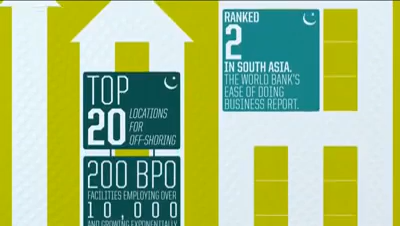 RANKED
2
IN SOUTH ASIA.
THE WORLD BANK'S
EASE OF DOING
BUSINESS REPORT.
TOP
20 LOCATIONS
FOR
OFF-SHORING
200 BPO
FACILITIES EMPLOYING OVER
10,000
AND GROWING EXPONENTIALLY